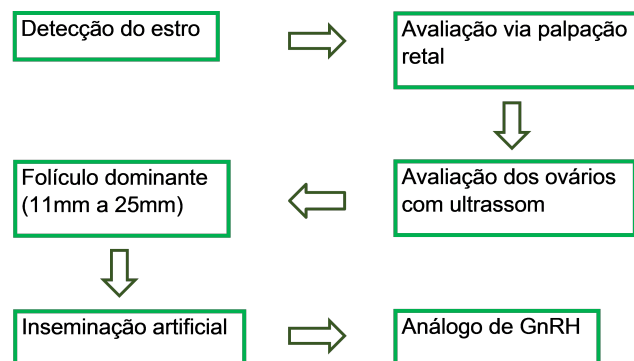 Detecção do estro
Avaliação via palpação
retal
Avaliação dos ovários
com ultrassom
Folículo dominante
(11mm a 25mm)
Inseminação artificial
Análogo de GnRH